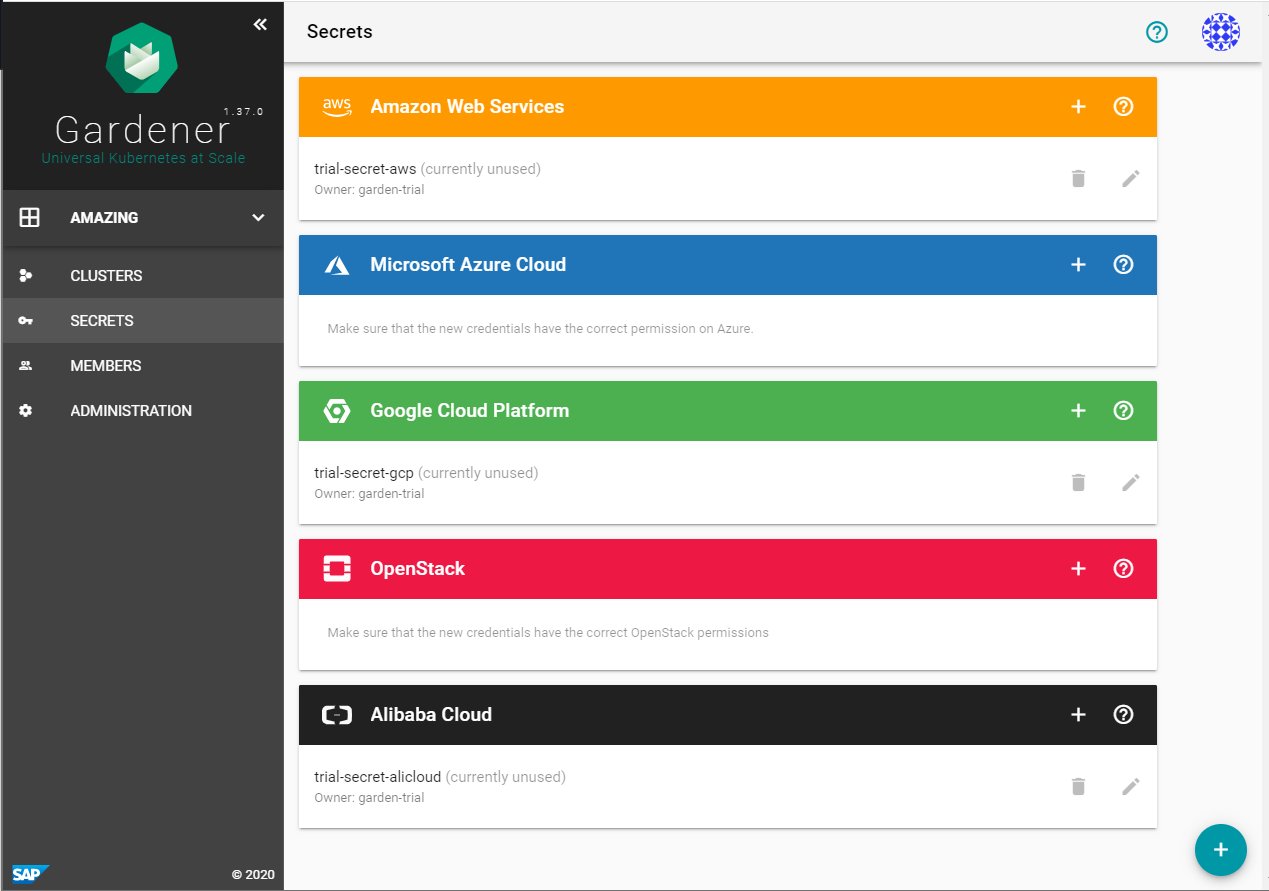 Secrets
1.37.0
Gardener
Universal Kubernetes at Scale
AMAZING
CLUSTERS
SECRETS
MEMBERS
ADMINISTRATION
SAP
© 2020
aws
Amazon Web Services
trial-secret-aws (currently unused)
Owner: garden-trial
Microsoft Azure Cloud
Make sure that the new credentials have the correct permission on Azure.
Google Cloud Platform
trial-secret-gcp (currently unused)
Owner: garden-trial
OpenStack
Make sure that the new credentials have the correct OpenStack permissions
Alibaba Cloud
trial-secret-alicloud (currently unused)
Owner: garden-trial